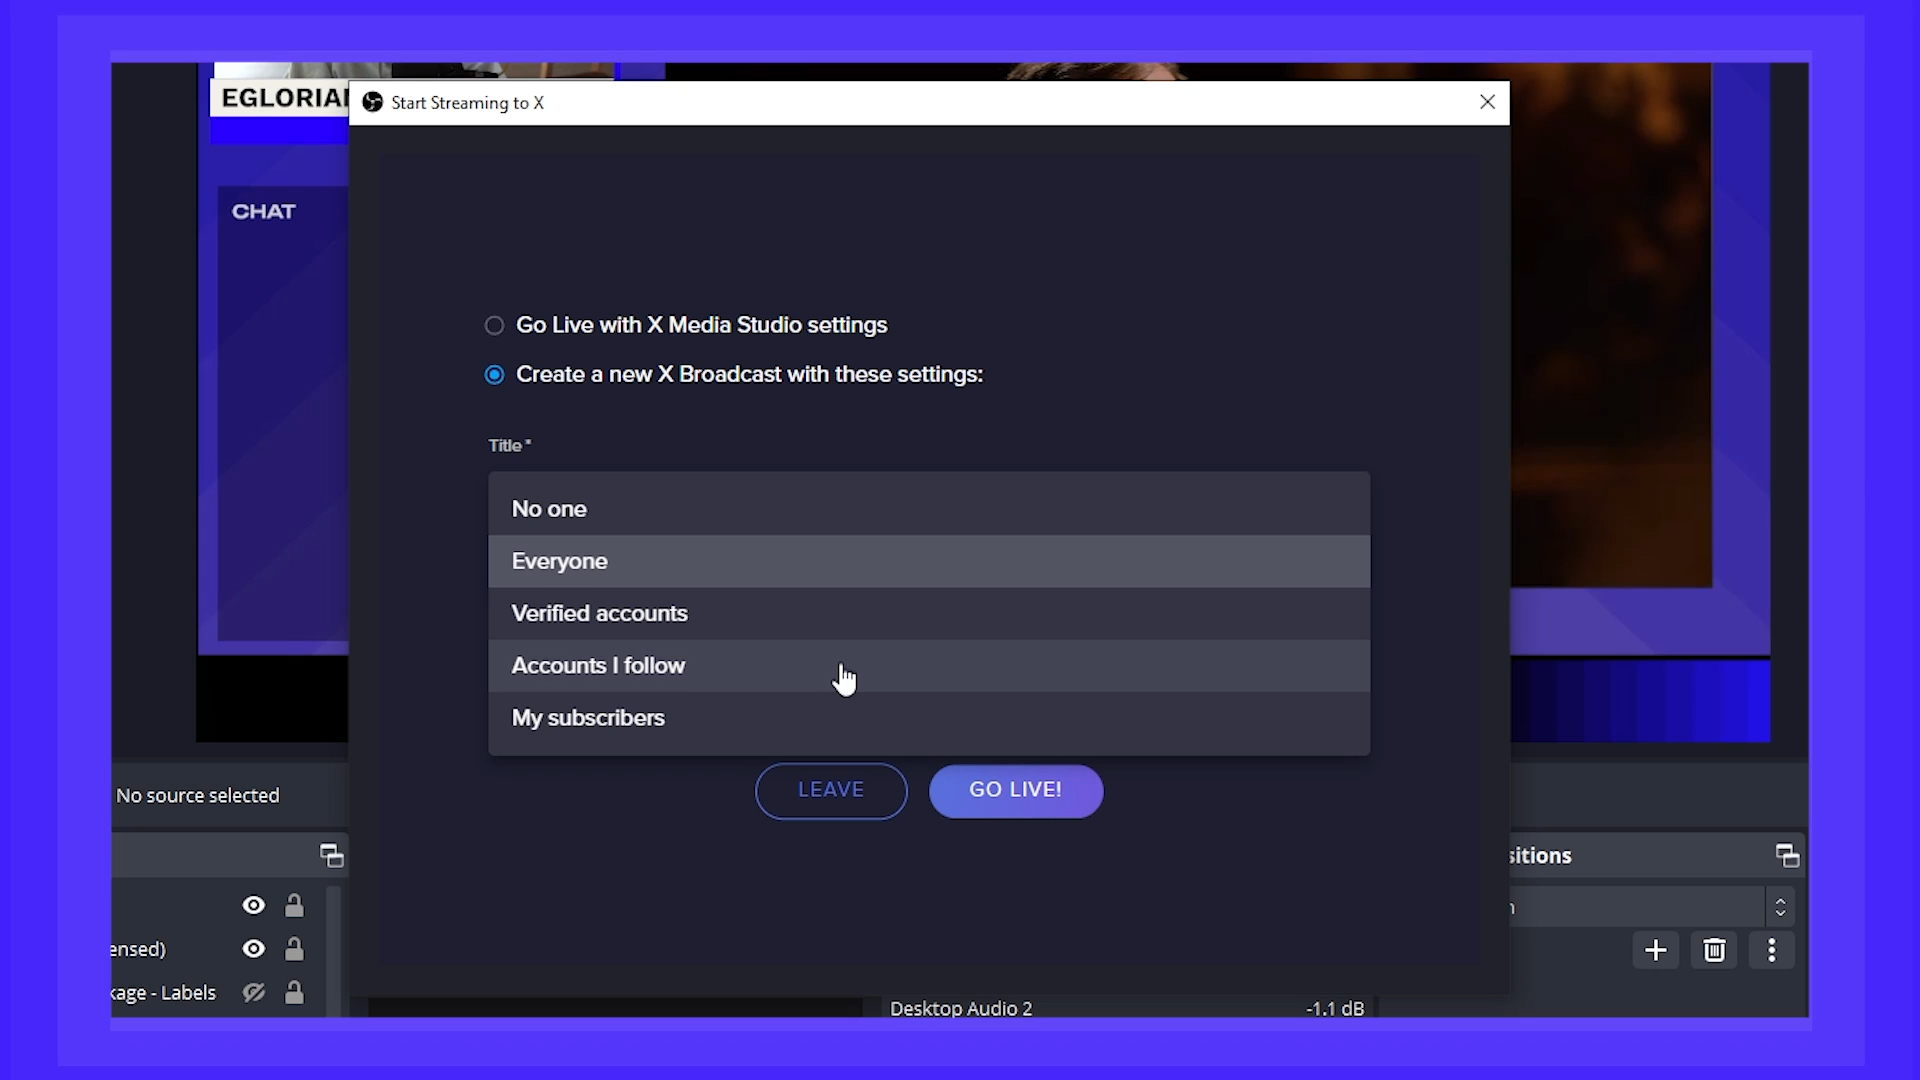 EGLORIA
Start Streaming to X
CHAT
Go Live with X Media Studio settings
Create a new X Broadcast with these settings:
Title *
No one
Everyone
Verified accounts
Accounts I follow
My subscribers
LEAVE
GO LIVE!
No source selected
sitions
ensed)
kage - Labels
Desktop Audio 2
-1.1 dB